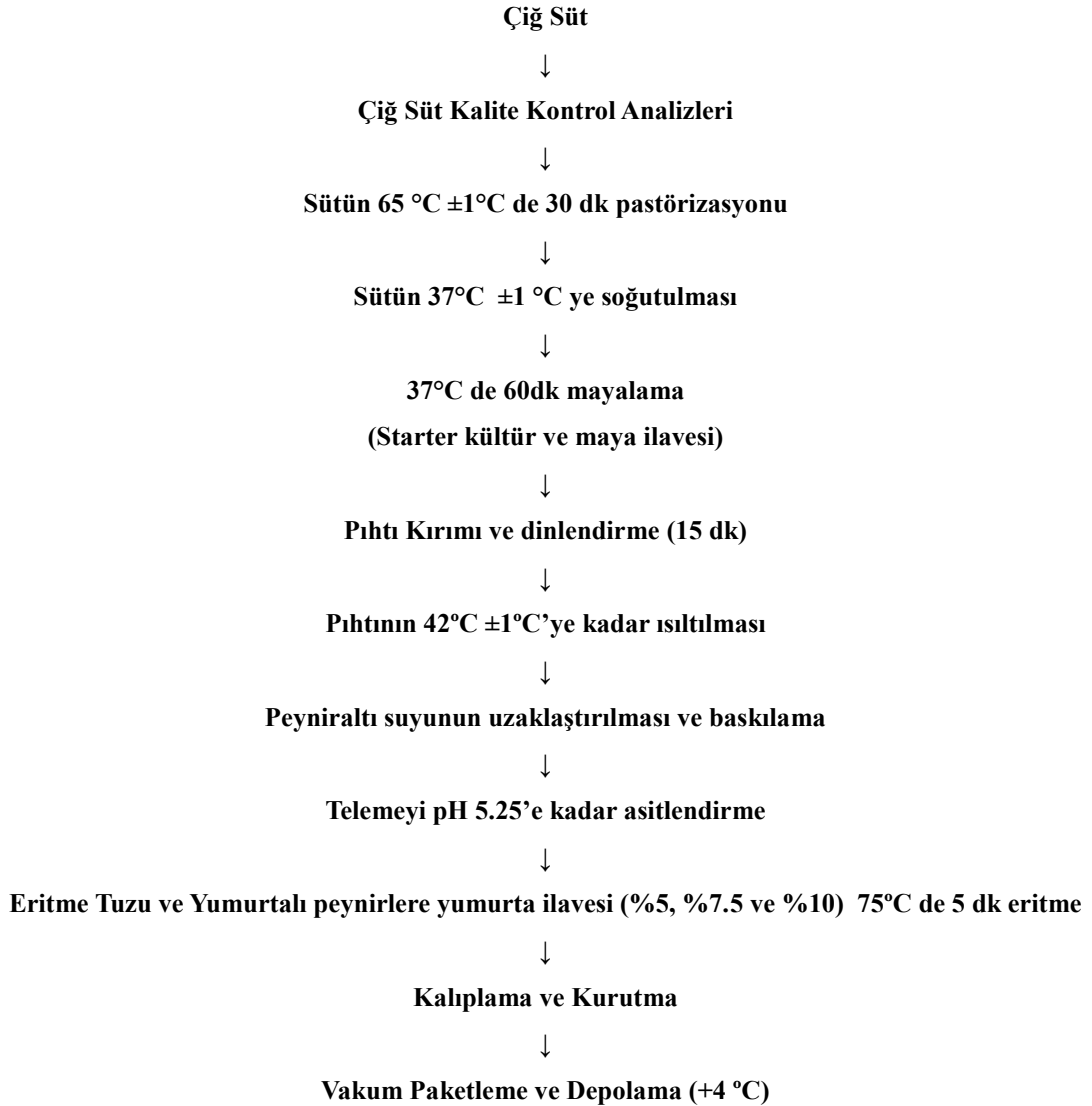 Çiğ Süt
↓
Çiğ Süt Kalite Kontrol Analizleri
↓
Sütün 65 °C ±1°C de 30 dk pastörizasyonu
↓
Sütün 37°C  ±1 °C ye soğutulması
↓
37°C de 60dk mayalama
(Starter kültür ve maya ilavesi)
↓
Pıhtı Kırımı ve dinlendirme (15 dk)
↓
Pıhtının 42ºC ±1ºC’ye kadar ısıltılması
↓
Peyniraltı suyunun uzaklaştırılması ve baskılama
↓
Telemeyi pH 5.25’e kadar asitlendirme
↓
Eritme Tuzu ve Yumurtalı peynirlere yumurta ilavesi (%5, %7.5 ve %10)  75ºC de 5 dk eritme
↓
Kalıplama ve Kurutma
↓
Vakum Paketleme ve Depolama (+4 ºC)